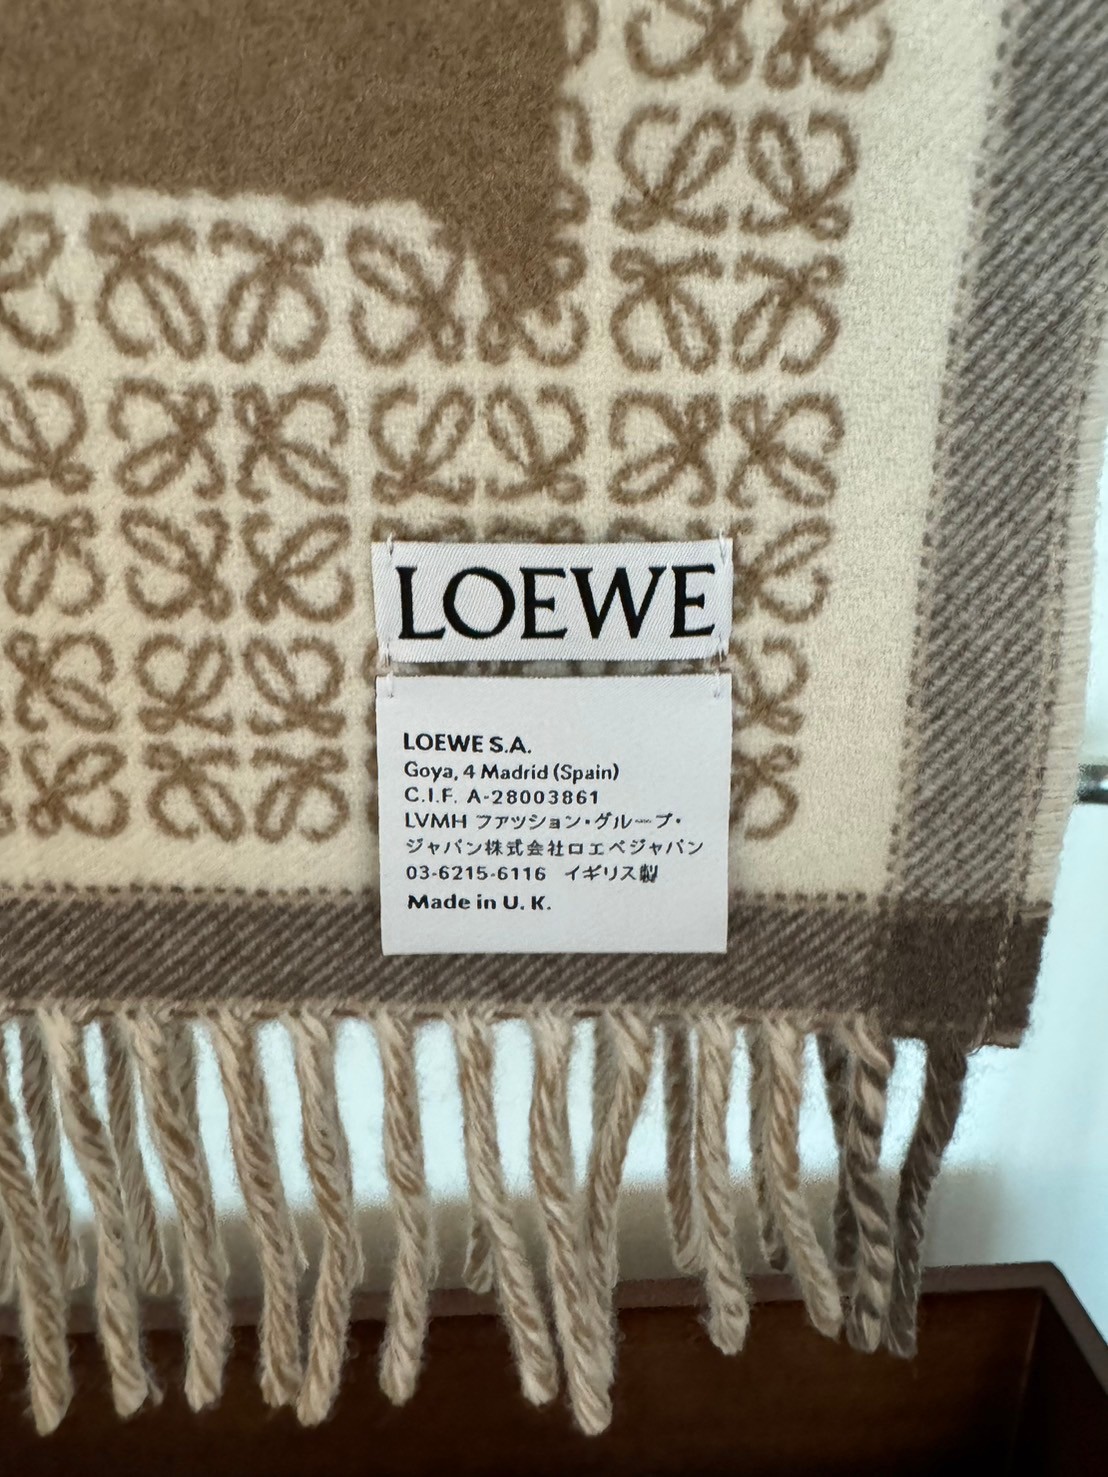 LOEWE
LOEWE S.A.
Goya, 4 Madrid (Spain)
C.I.F. A-28003861
LVMH ファッション・グループ・
ジャパン株式会社ロエベジャパン
03-6215-6116 イギリス製
Made in U. K.